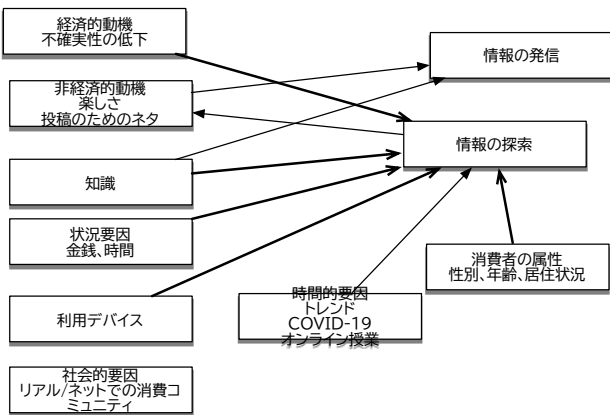 経済的動機
不確実性の低下
情報の発信
非経済的動機
楽しさ
投稿のためのネタ
情報の探索
知識
状況要因
金銭、時間
消費者の属性
性別、年齢、居住状況
時間的要因
トレンド
COVID-19
オンライン授業
利用デバイス
社会的要因
リアル/ネットでの消費コ
ミュニティ